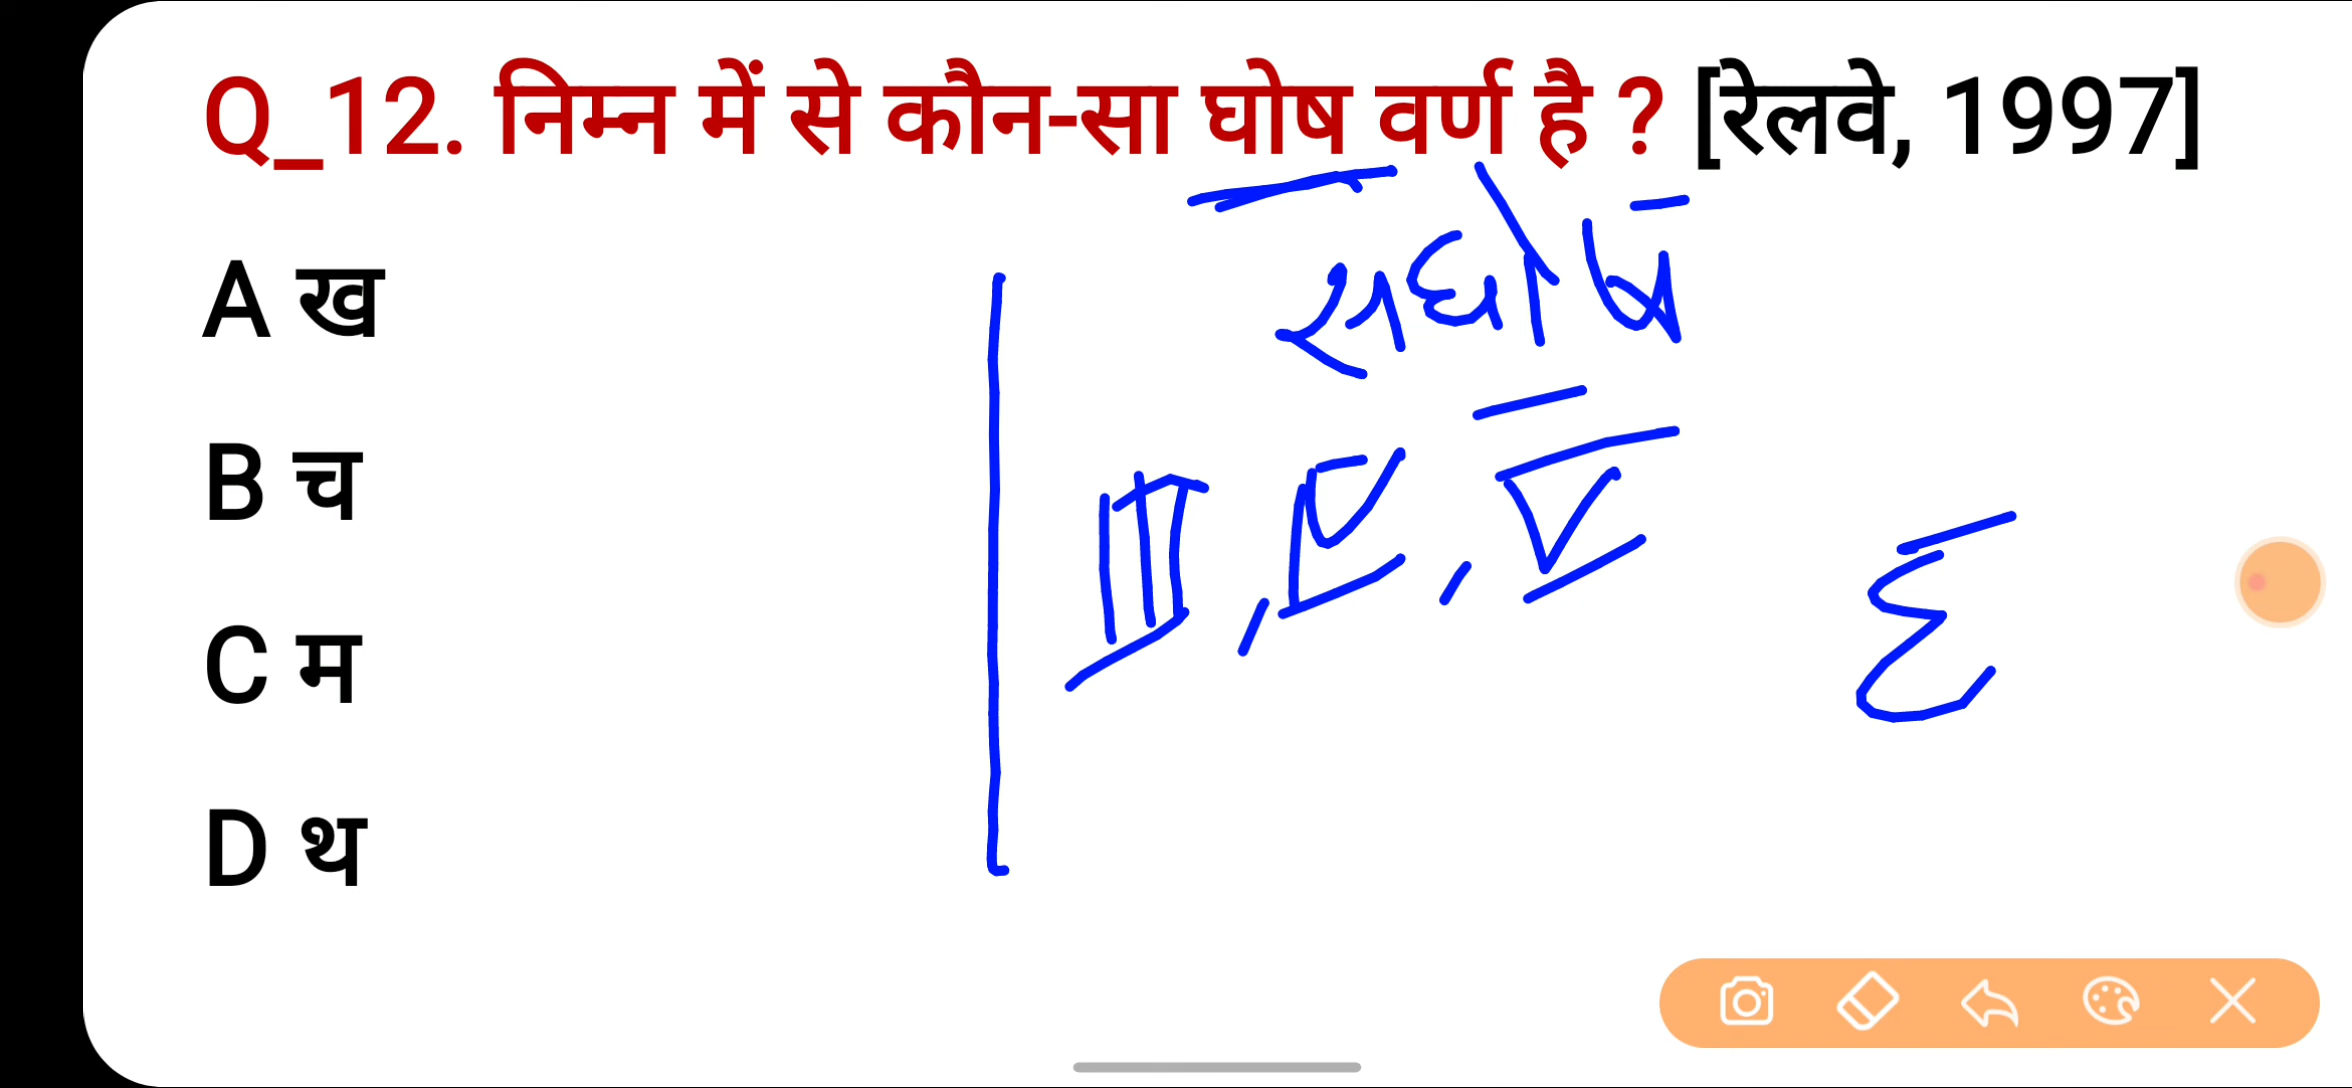 Q_12. निम्न में से कौन-सा घोष वर्ण है ? [रेलवे, 1997]
A ख
B च
C म
D थ
सघोष
III, IV, V